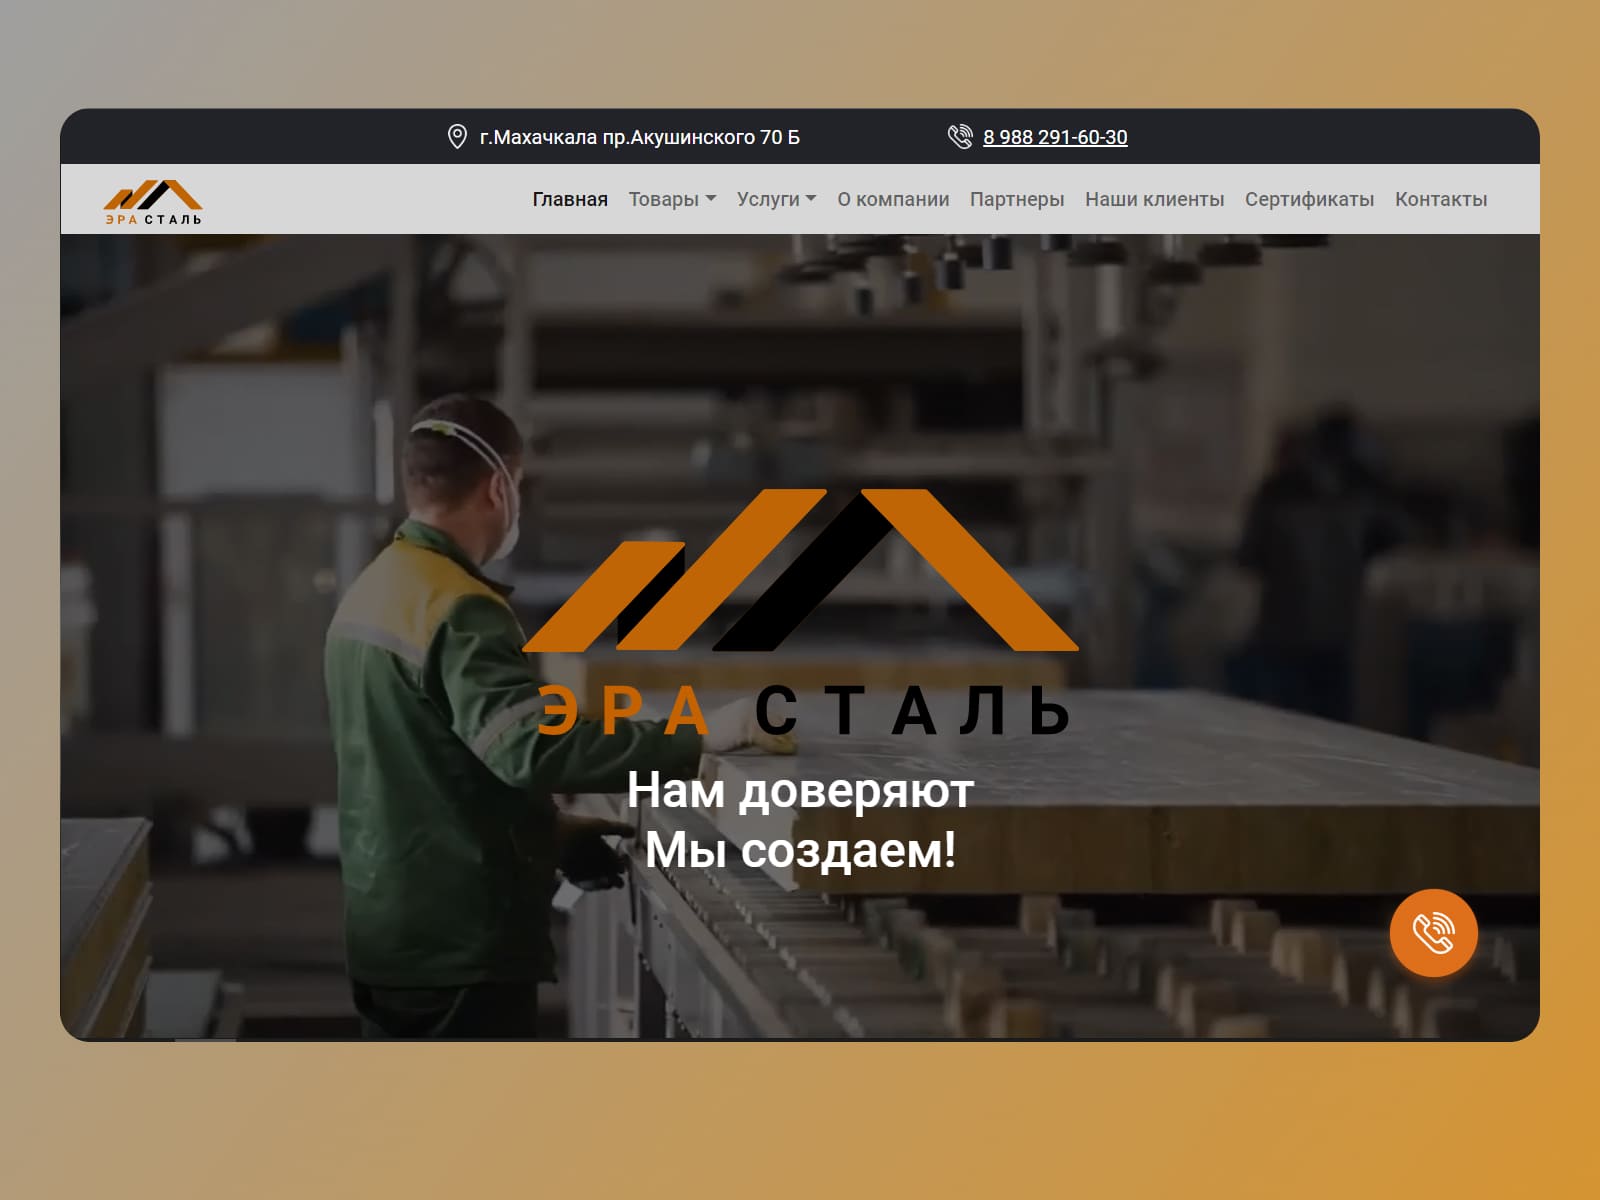 г.Махачкала пр.Акушинского 70 Б
8 988 291-60-30
ЭРА СТАЛЬ
Главная Товары Услуги О компании Партнеры Наши клиенты Сертификаты Контакты
ЭРА СТАЛЬ
Нам доверяют
Мы создаем!